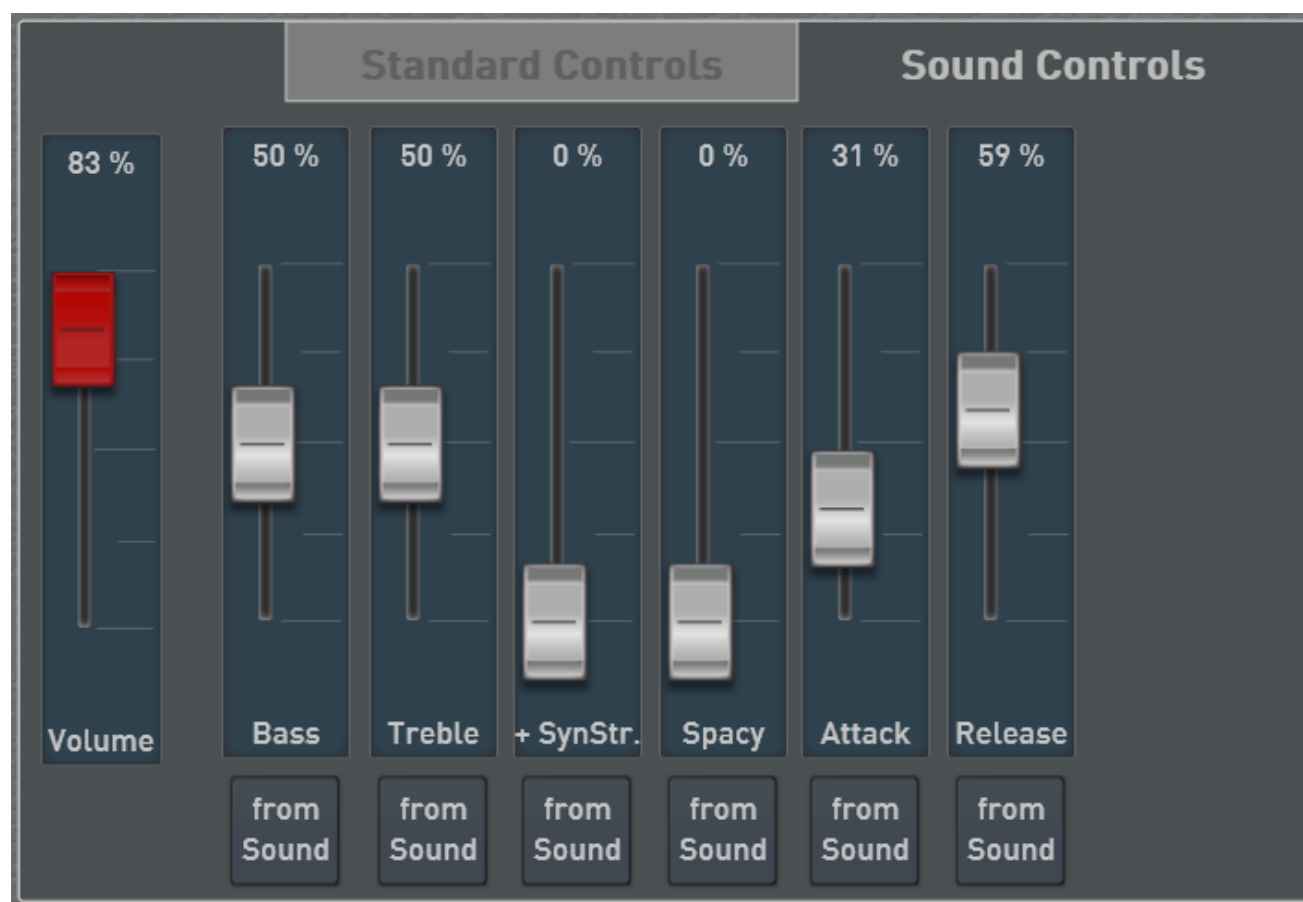 Standard Controls
Sound Controls
83 %
50 %
50 %
0 %
0 %
31 %
59 %
Volume
Bass
Treble
+ SynStr.
Spacy
Attack
Release
from
Sound
from
Sound
from
Sound
from
Sound
from
Sound
from
Sound